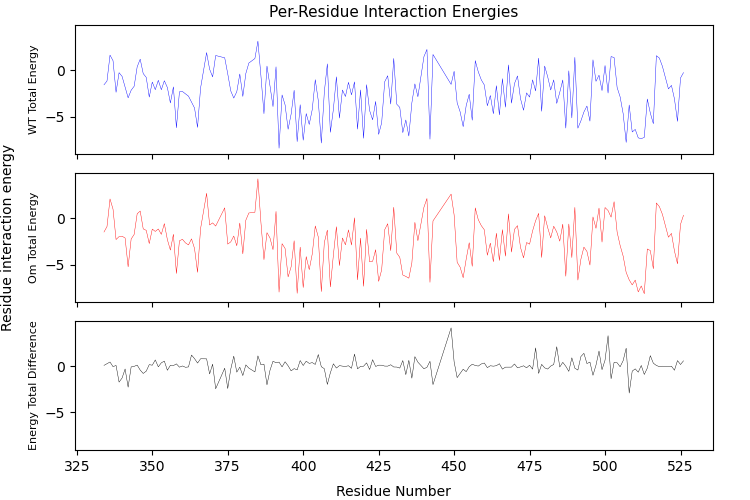 Per-Residue Interaction Energies
Residue interaction energy
WT Total Energy
0
−5
Om Total Energy
0
−5
Energy Total Difference
0
−5
325 350 375 400 425 450 475 500 525
Residue Number